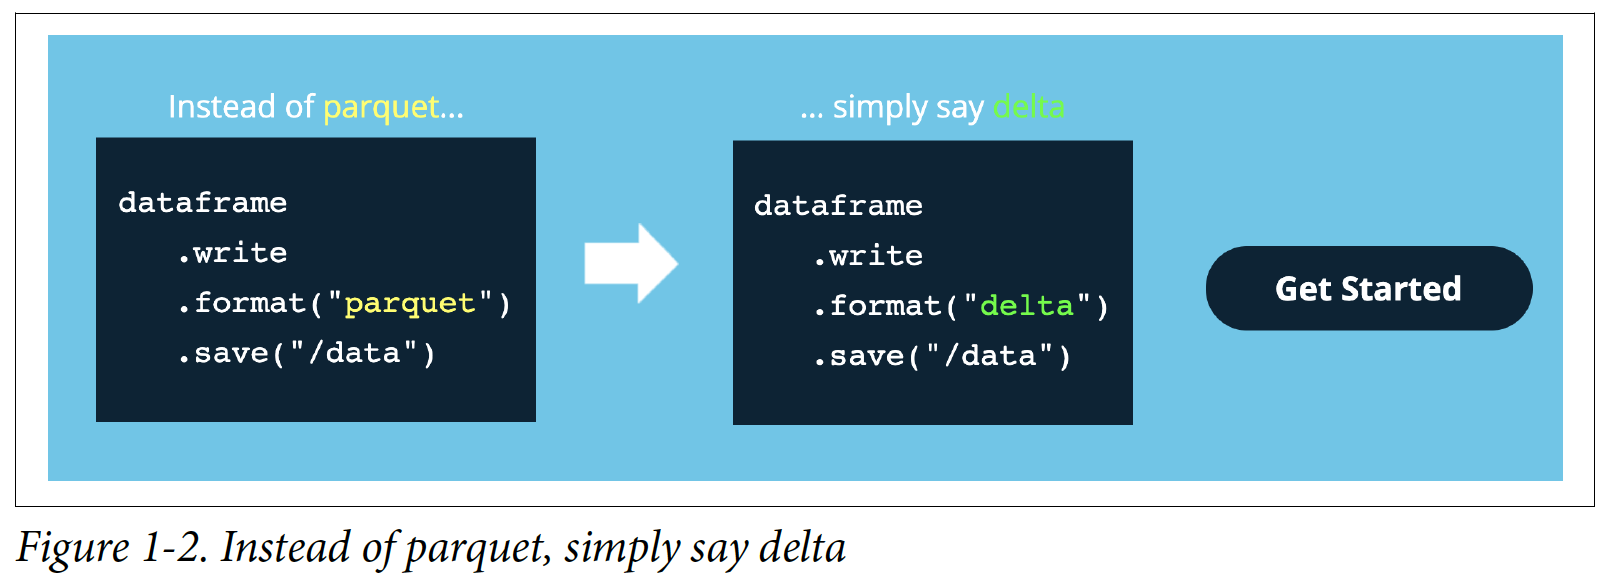 Instead of parquet...
dataframe
.write
.format("parquet")
.save("/data")
... simply say delta
dataframe
.write
.format("delta")
.save("/data")
Get Started
Figure 1-2. Instead of parquet, simply say delta